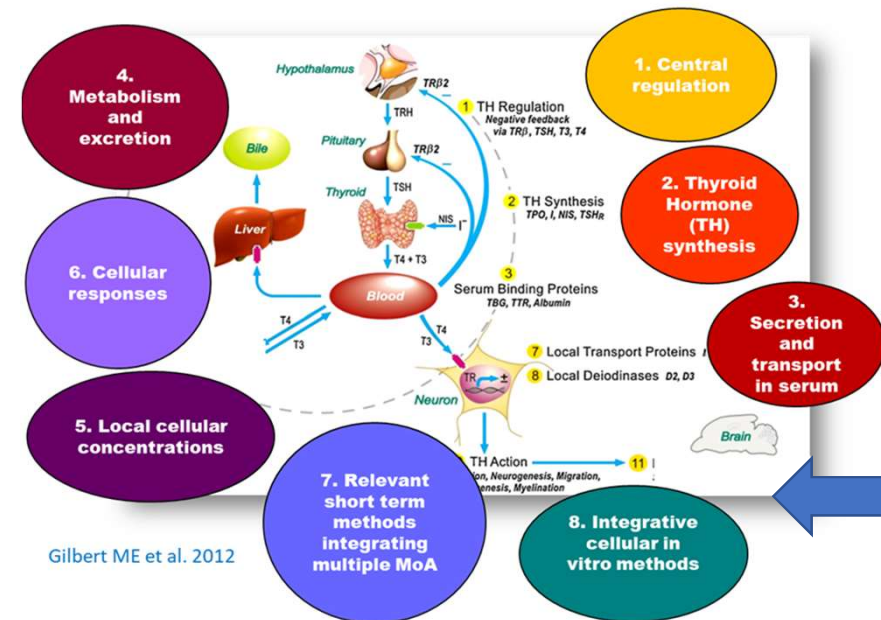 4.
Metabolism
and
excretion
6. Cellular
responses
5. Local cellular
concentrations
7. Relevant
short term
methods
integrating
multiple MoA
8. Integrative
cellular in
vitro methods
1. Central
regulation
2. Thyroid
Hormone
(TH)
synthesis
3.
Secretion
and
transport
in serum
Hypothalamus
TRβ2
TRH
Pituitary
TRβ2
Thyroid
TSH
NIS
I⁻
T4 + T3
Bile
Liver
Blood
T4
T3
T4
T3
1 TH Regulation
Negative feedback
via TRβ, TSH, T3, T4
2 TH Synthesis
TPO, I, NIS, TSHR
3
Serum Binding Proteins
TBG, TTR, Albumin
7 Local Transport Proteins
8 Local Deiodinases D2, D3
TR
±
Neuron
Brain
TH Action
11
Neurogenesis, Migration,
Myelination
Gilbert ME et al. 2012